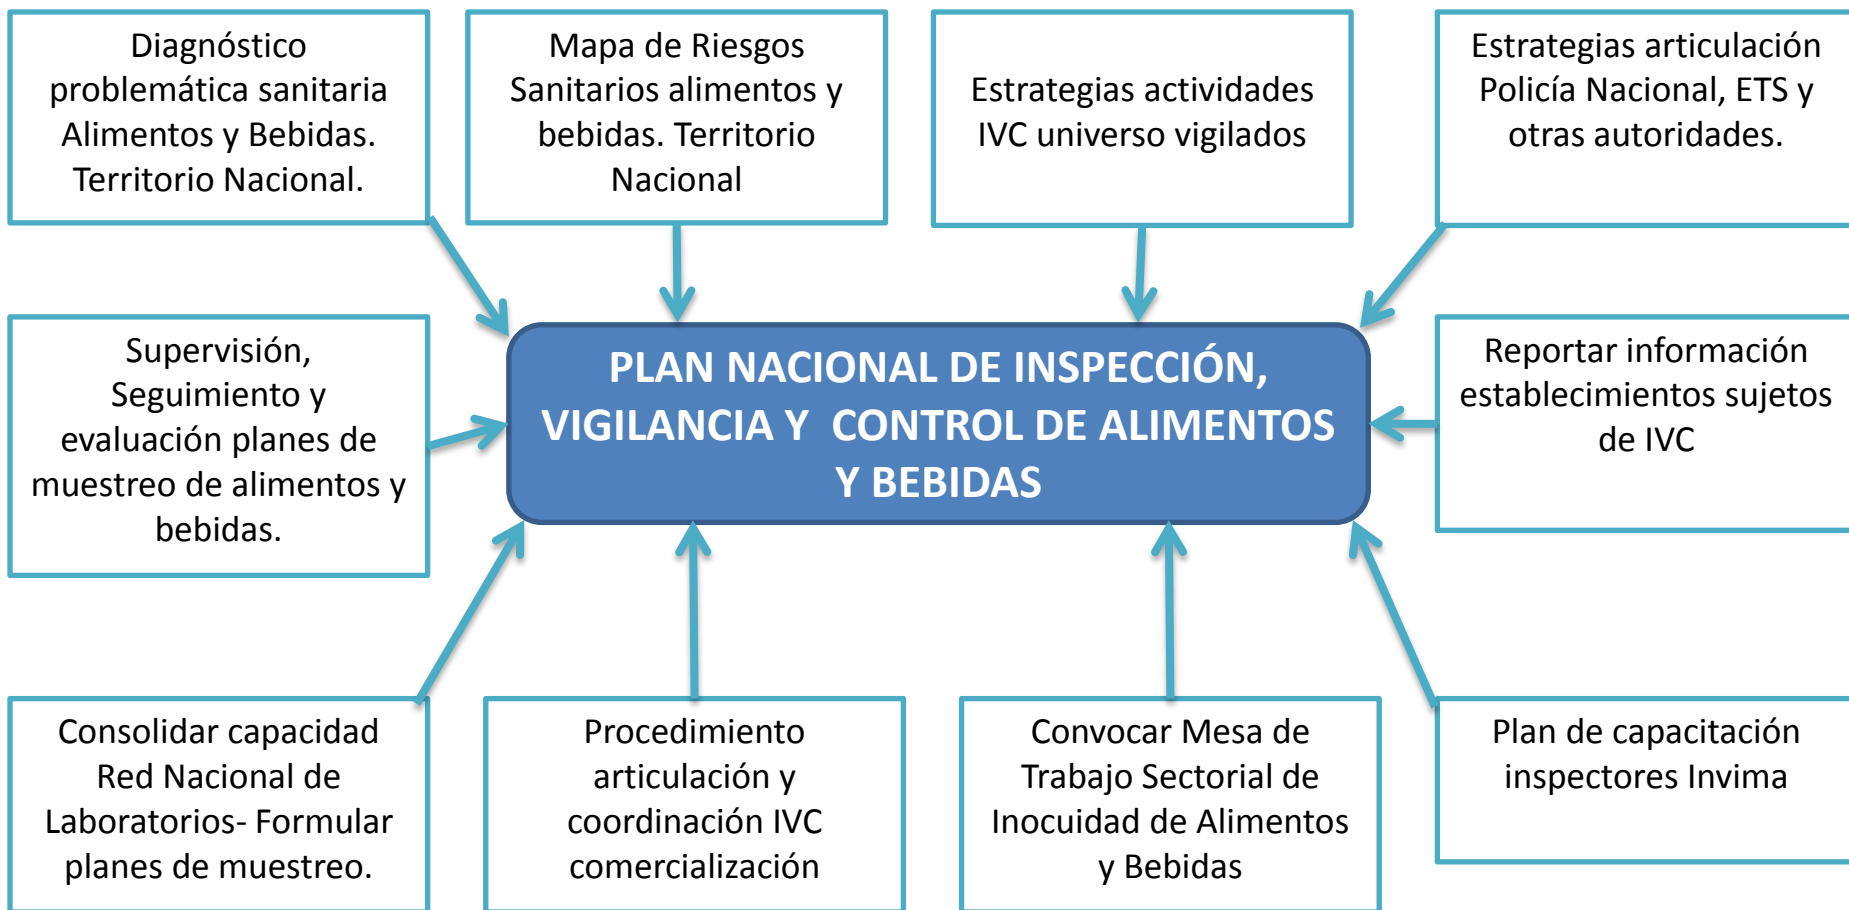 Diagnóstico
problemática sanitaria
Alimentos y Bebidas.
Territorio Nacional.
Mapa de Riesgos
Sanitarios alimentos y
bebidas. Territorio
Nacional
Estrategias actividades
IVC universo vigilados
Estrategias articulación
Policía Nacional, ETS y
otras autoridades.
Supervisión,
Seguimiento y
evaluación planes de
muestreo de alimentos y
bebidas.
PLAN NACIONAL DE INSPECCIÓN,
VIGILANCIA Y CONTROL DE ALIMENTOS
Y BEBIDAS
Reportar información
establecimientos sujetos
de IVC
Consolidar capacidad
Red Nacional de
Laboratorios- Formular
planes de muestreo.
Procedimiento
articulación y
coordinación IVC
comercialización
Convocar Mesa de
Trabajo Sectorial de
Inocuidad de Alimentos
y Bebidas
Plan de capacitación
inspectores Invima